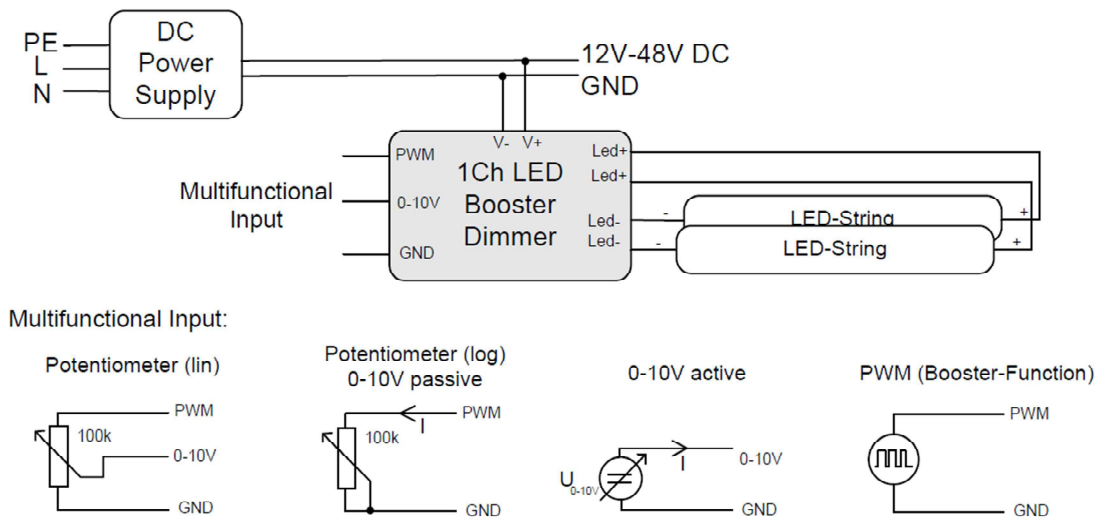 DC
Power
Supply
PE
L
N
12V-48V DC
GND
V- V+
PWM
0-10V
GND
1Ch LED
Booster
Dimmer
Led+
Led+
Led-
Led-
Multifunctional
Input
- LED-String +
- LED-String +
Multifunctional Input:
Potentiometer (lin)
PWM
100k
0-10V
GND
Potentiometer (log)
0-10V passive
PWM
I
100k
GND
0-10V active
I
0-10V
U0-10V
GND
PWM (Booster-Function)
PWM
GND